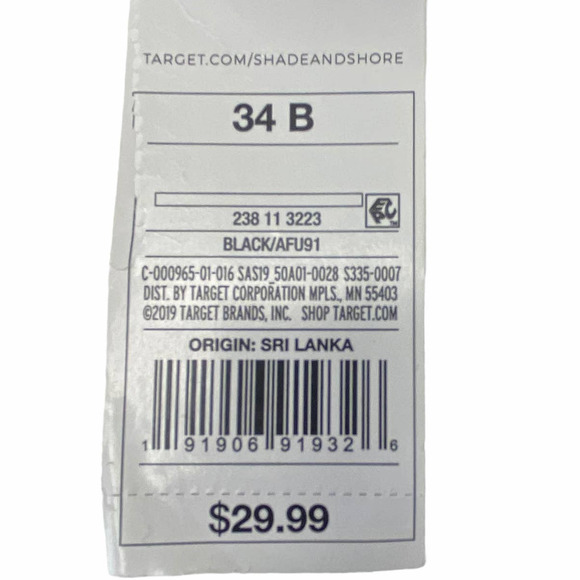 TARGET.COM/SHADEANDSHORE
34 B
238 11 3223
BLACK/AFU91
C-000965-01-016 SAS19_50A01-0028 S335-0007
DIST. BY TARGET CORPORATION MPLS., MN 55403
©2019 TARGET BRANDS, INC. SHOP TARGET.COM
ORIGIN: SRI LANKA
1 91906 91932 6
$29.99